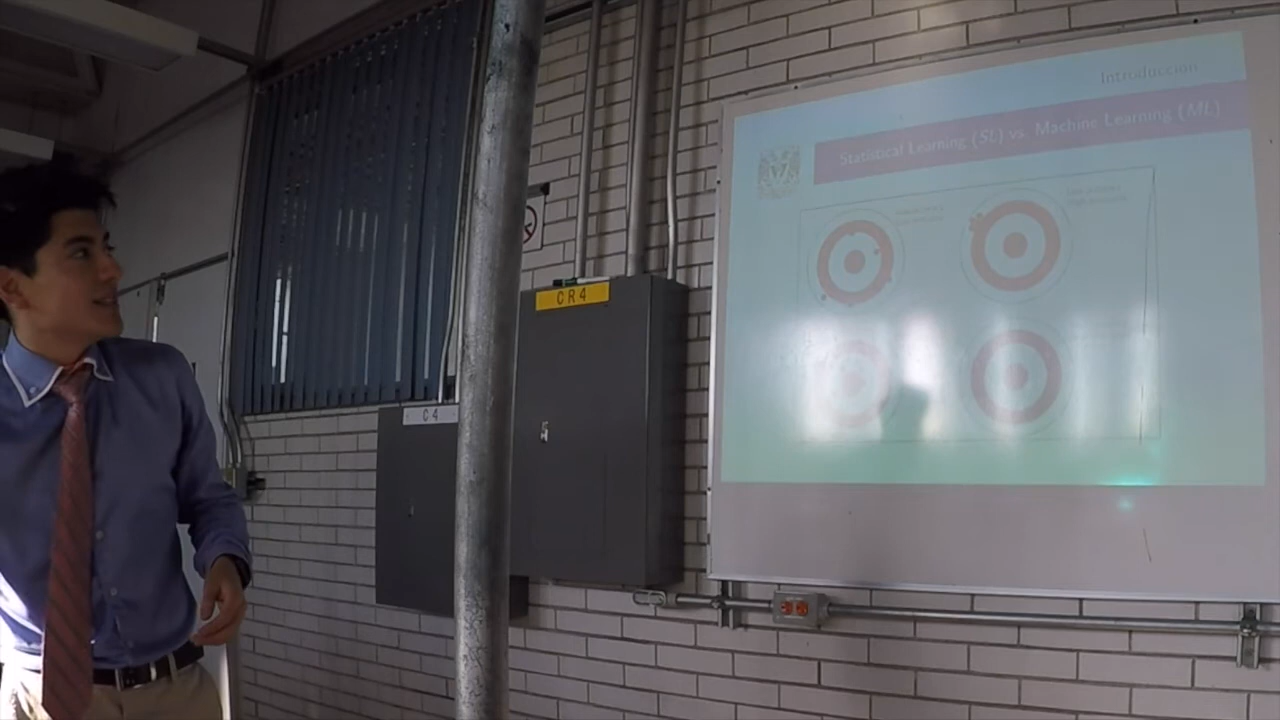 Introducción
Statistical Learning (SL) vs. Machine Learning (ML)
CR4
C4